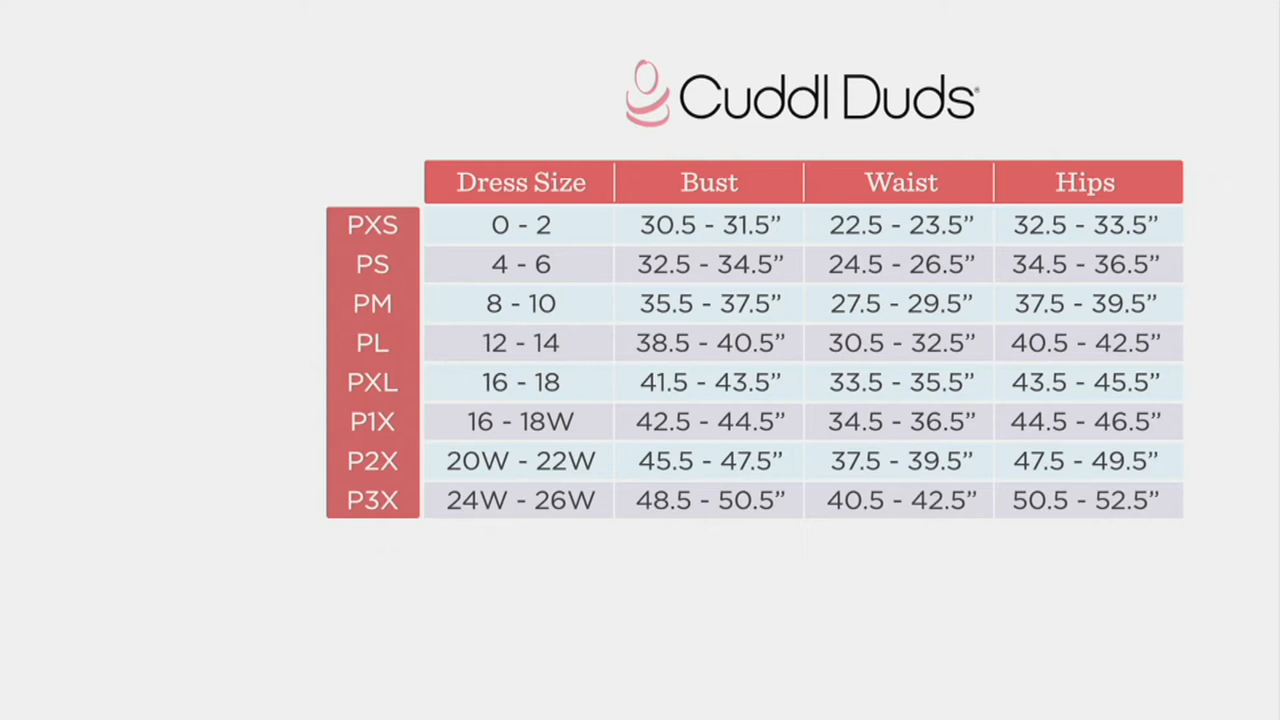 Cuddl Duds®
Dress Size Bust Waist Hips
PXS 0 - 2 30.5 - 31.5” 22.5 - 23.5” 32.5 - 33.5”
PS 4 - 6 32.5 - 34.5” 24.5 - 26.5” 34.5 - 36.5”
PM 8 - 10 35.5 - 37.5” 27.5 - 29.5” 37.5 - 39.5”
PL 12 - 14 38.5 - 40.5” 30.5 - 32.5” 40.5 - 42.5”
PXL 16 - 18 41.5 - 43.5” 33.5 - 35.5” 43.5 - 45.5”
P1X 16 - 18W 42.5 - 44.5” 34.5 - 36.5” 44.5 - 46.5”
P2X 20W - 22W 45.5 - 47.5” 37.5 - 39.5” 47.5 - 49.5”
P3X 24W - 26W 48.5 - 50.5” 40.5 - 42.5” 50.5 - 52.5”